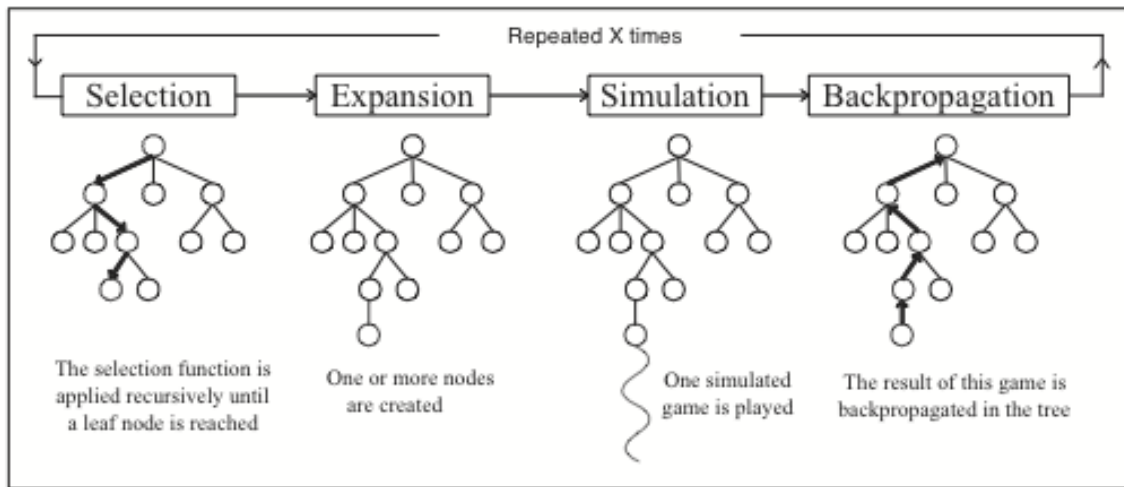 Repeated X times
Selection
Expansion
Simulation
Backpropagation
The selection function is
applied recursively until
a leaf node is reached
One or more nodes
are created
One simulated
game is played
The result of this game is
backpropagated in the tree